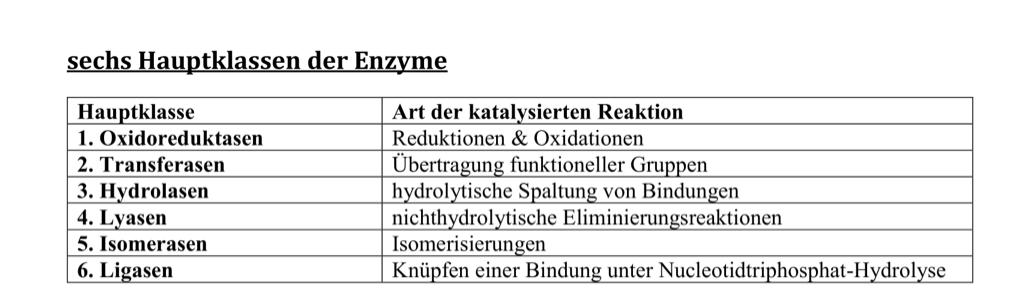 sechs Hauptklassen der Enzyme
Hauptklasse Art der katalysierten Reaktion
1. Oxidoreduktasen Reduktionen & Oxidationen
2. Transferasen Übertragung funktioneller Gruppen
3. Hydrolasen hydrolytische Spaltung von Bindungen
4. Lyasen nichthydrolytische Eliminierungsreaktionen
5. Isomerasen Isomerisierungen
6. Ligasen Knüpfen einer Bindung unter Nucleotidtriphosphat-Hydrolyse